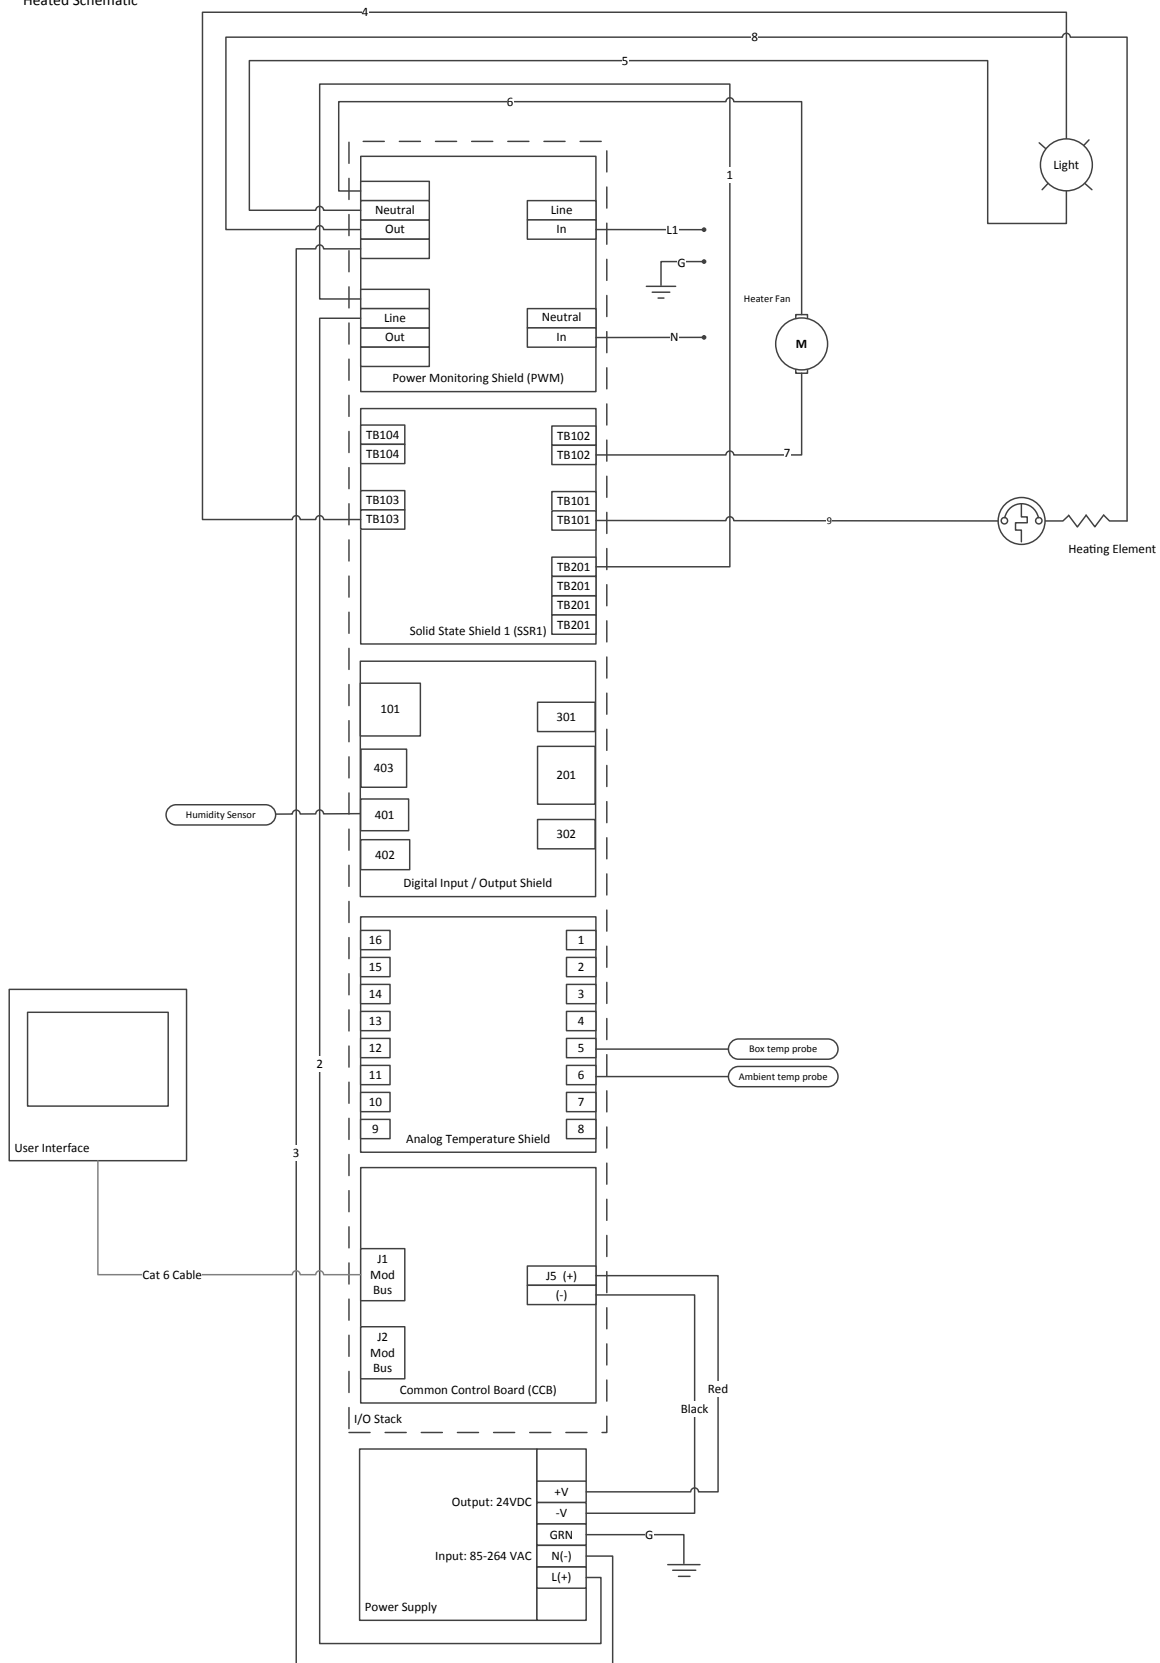 Heated Schematic
4
8
5
6
1
Light
Neutral
Out
Line
In
L1
G
Heater Fan
Line
Out
Neutral
In
N
M
Power Monitoring Shield (PWM)
TB104
TB104
TB102
TB102
7
TB103
TB103
TB101
TB101
9
Heating Element
TB201
TB201
TB201
TB201
Solid State Shield 1 (SSR1)
101
301
403
201
Humidity Sensor
401
302
402
Digital Input / Output Shield
16
1
15
2
14
3
13
4
12
5
Box temp probe
11
6
Ambient temp probe
10
7
9
8
Analog Temperature Shield
2
3
User Interface
Cat 6 Cable
J1
Mod
Bus
J5 (+)
(-)
J2
Mod
Bus
Common Control Board (CCB)
Red
Black
I/O Stack
Output: 24VDC
+V
-V
GRN
G
Input: 85-264 VAC
N(-)
L(+)
Power Supply